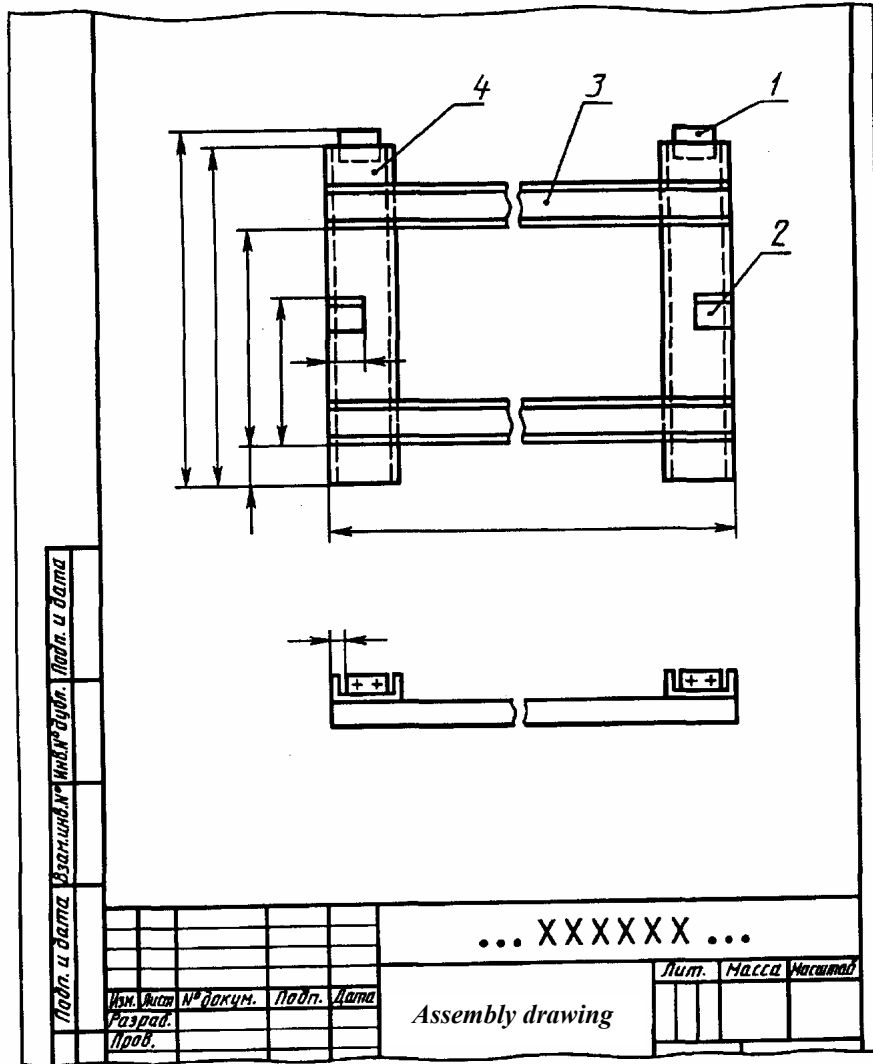 4
3
1
2
Подп. и дата
Инв.№ дубл.
Взам.инв.№
Подп. и дата
... XXXXXX ...
Лит. Масса Масштаб
Изм. Лист № докум. Подп. Дата
Assembly drawing
Разраб.
Пров.